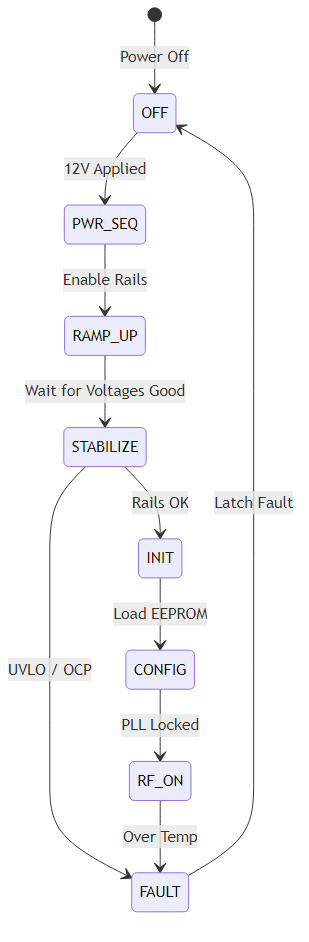 Power Off
OFF
12V Applied
PWR_SEQ
Enable Rails
RAMP_UP
Wait for Voltages Good
STABILIZE
Rails OK
Latch Fault
INIT
Load EEPROM
UVLO / OCP
CONFIG
PLL Locked
RF_ON
Over Temp
FAULT